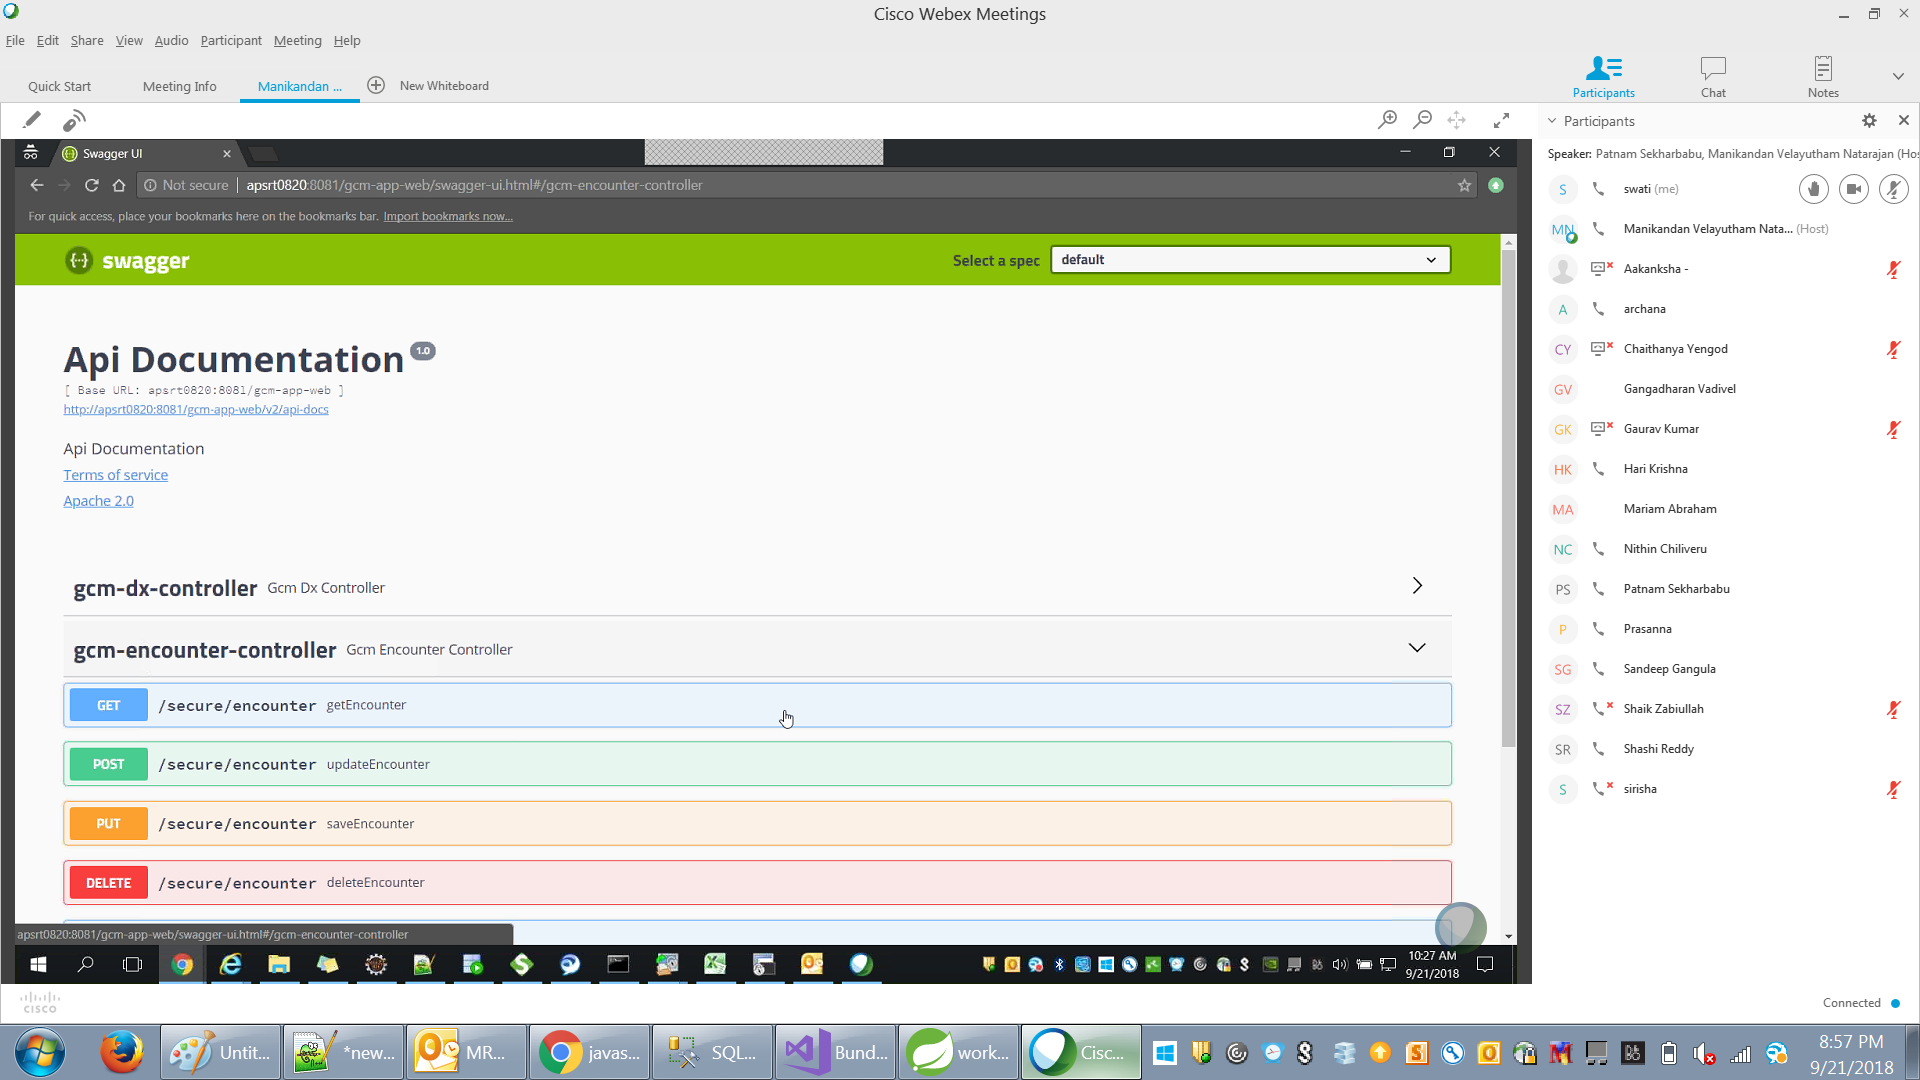 Cisco Webex Meetings
File Edit Share View Audio Participant Meeting Help
Quick Start Meeting Info Manikandan ... New Whiteboard
Participants Chat Notes
Swagger UI
Not secure apsrt0820:8081/gcm-app-web/swagger-ui.html#/gcm-encounter-controller
For quick access, place your bookmarks here on the bookmarks bar. Import bookmarks now...
swagger
Select a spec default
Api Documentation 1.0
[ Base URL: apsrt0820:8081/gcm-app-web ]
http://apsrt0820:8081/gcm-app-web/v2/api-docs
Api Documentation
Terms of service
Apache 2.0
gcm-dx-controller Gcm Dx Controller
gcm-encounter-controller Gcm Encounter Controller
GET /secure/encounter getEncounter
POST /secure/encounter updateEncounter
PUT /secure/encounter saveEncounter
DELETE /secure/encounter deleteEncounter
apsrt0820:8081/gcm-app-web/swagger-ui.html#/gcm-encounter-controller
10:27 AM
9/21/2018
Participants
Speaker: Patnam Sekharbabu, Manikandan Velayutham Natarajan (Hos
S swati (me)
MN Manikandan Velayutham Nata... (Host)
Aakanksha -
A archana
CY Chaithanya Yengod
GV Gangadharan Vadivel
GK Gaurav Kumar
HK Hari Krishna
MA Mariam Abraham
NC Nithin Chiliveru
PS Patnam Sekharbabu
P Prasanna
SG Sandeep Gangula
SZ Shaik Zabiullah
SR Shashi Reddy
S sirisha
CISCO
Connected
Untit... *new... MR... javas... SQL... Bund... work... Cisc...
8:57 PM
9/21/2018